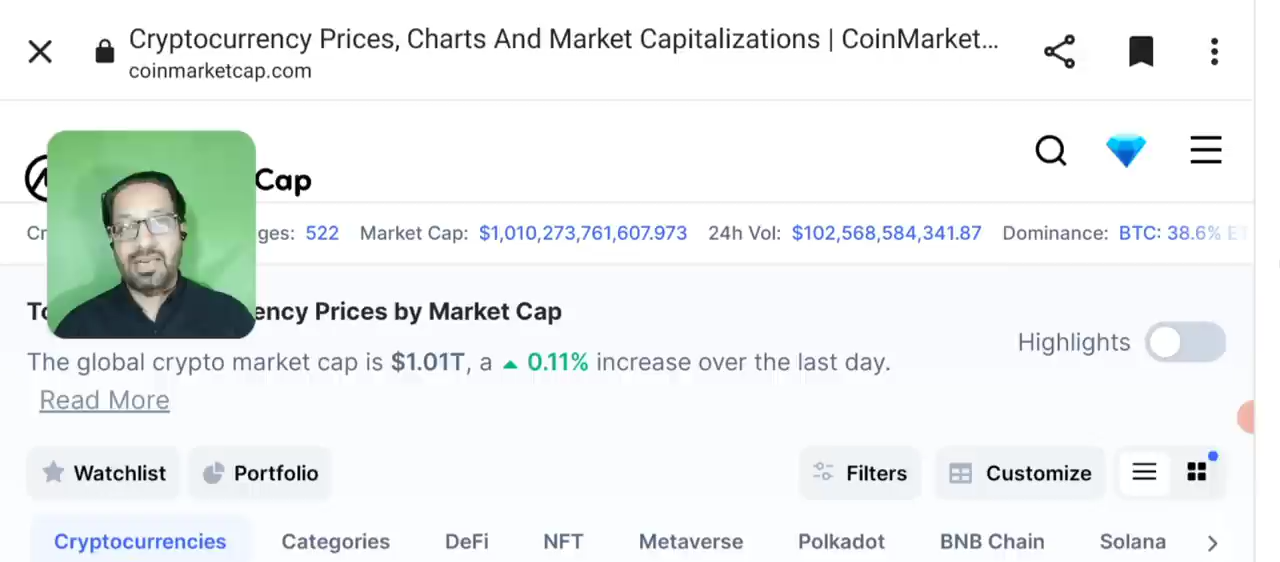 Cryptocurrency Prices, Charts And Market Capitalizations | CoinMarket...
coinmarketcap.com
Cap
Cr ges: 522 Market Cap: $1,010,273,761,607.973 24h Vol: $102,568,584,341.87 Dominance: BTC: 38.6% ET
To ency Prices by Market Cap
The global crypto market cap is $1.01T, a ▲ 0.11% increase over the last day.
Highlights
Read More
Watchlist Portfolio Filters Customize
Cryptocurrencies Categories DeFi NFT Metaverse Polkadot BNB Chain Solana